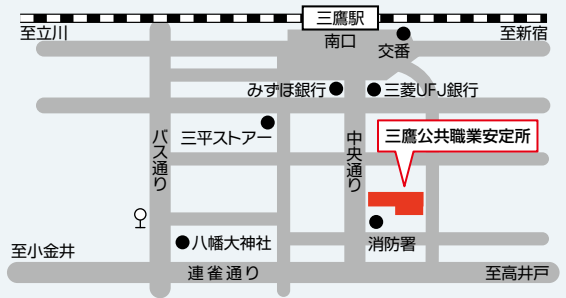 三鷹駅
至立川
南口
交番
至新宿
みずほ銀行
三菱UFJ銀行
三平ストアー
バス通り
中央通り
三鷹公共職業安定所
八幡大神社
消防署
至小金井
連雀通り
至高井戸